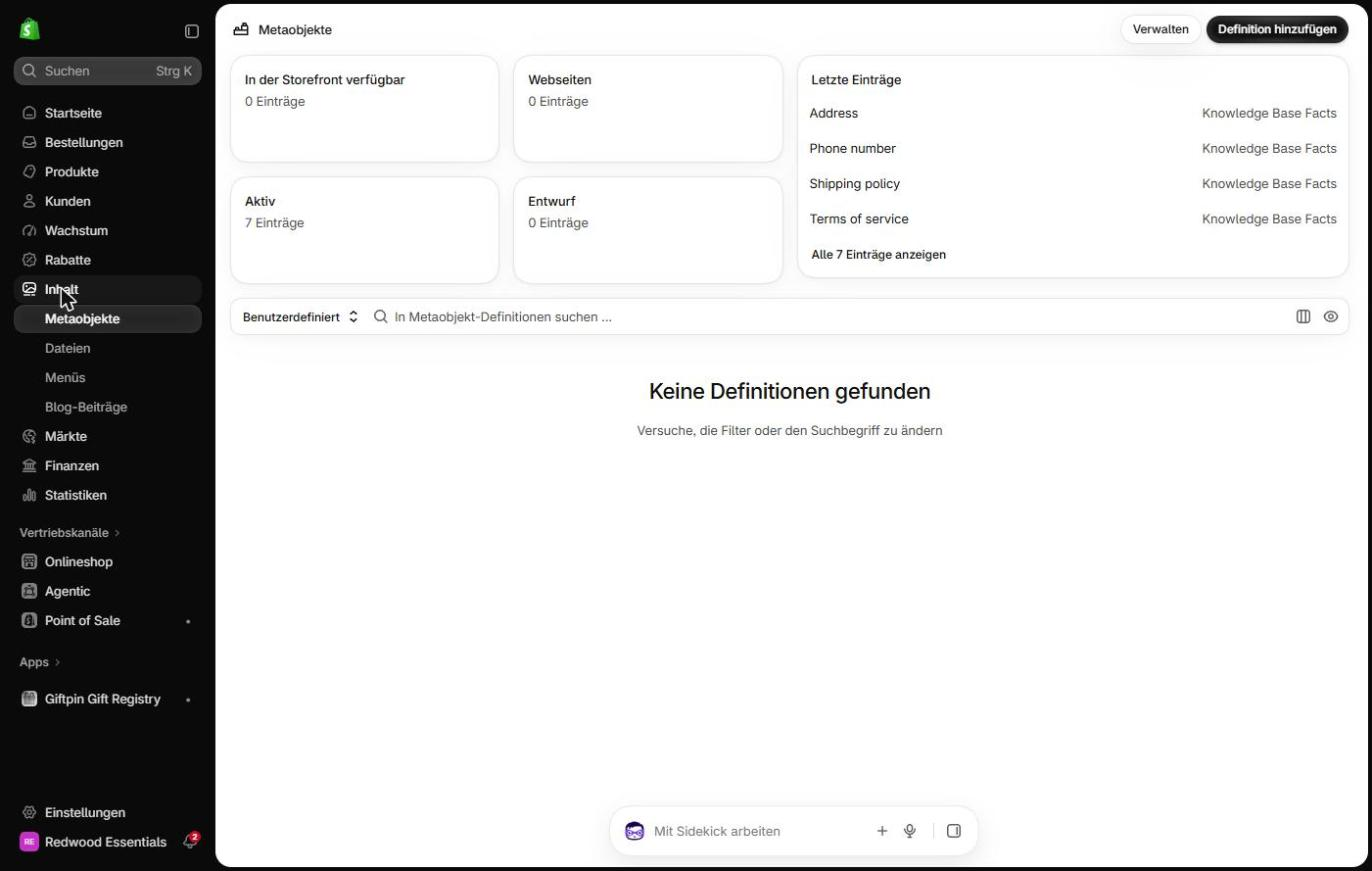 Suchen Strg K
Startseite
Bestellungen
Produkte
Kunden
Wachstum
Rabatte
Inhalt
Metaobjekte
Dateien
Menüs
Blog-Beiträge
Märkte
Finanzen
Statistiken
Vertriebskanäle
Onlineshop
Agentic
Point of Sale
Apps
Giftpin Gift Registry
Einstellungen
RE Redwood Essentials 2
Metaobjekte
Verwalten
Definition hinzufügen
In der Storefront verfügbar
0 Einträge
Webseiten
0 Einträge
Aktiv
7 Einträge
Entwurf
0 Einträge
Letzte Einträge
Address Knowledge Base Facts
Phone number Knowledge Base Facts
Shipping policy Knowledge Base Facts
Terms of service Knowledge Base Facts
Alle 7 Einträge anzeigen
Benutzerdefiniert In Metaobjekt-Definitionen suchen ...
Keine Definitionen gefunden
Versuche, die Filter oder den Suchbegriff zu ändern
Mit Sidekick arbeiten